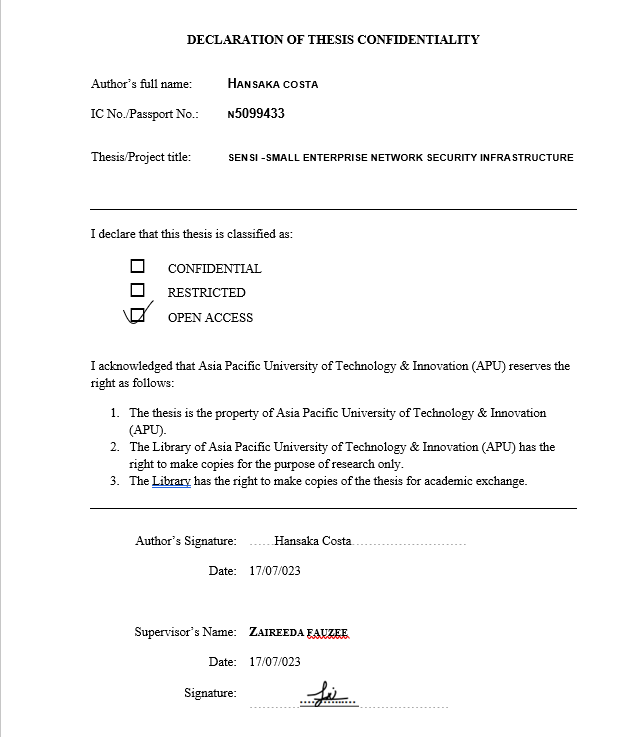 DECLARATION OF THESIS CONFIDENTIALITY
Author's full name: HANSAKA COSTA
IC No./Passport No.: N5099433
Thesis/Project title: SENSI -SMALL ENTERPRISE NETWORK SECURITY INFRASTRUCTURE
I declare that this thesis is classified as:
CONFIDENTIAL
RESTRICTED
OPEN ACCESS
I acknowledged that Asia Pacific University of Technology & Innovation (APU) reserves the
right as follows:
1. The thesis is the property of Asia Pacific University of Technology & Innovation
(APU).
2. The Library of Asia Pacific University of Technology & Innovation (APU) has the
right to make copies for the purpose of research only.
3. The Library has the right to make copies of the thesis for academic exchange.
Author's Signature: ......Hansaka Costa..............................
Date: 17/07/023
Supervisor's Name: ZAIREEDA FAUZEE
Date: 17/07/023
Signature: